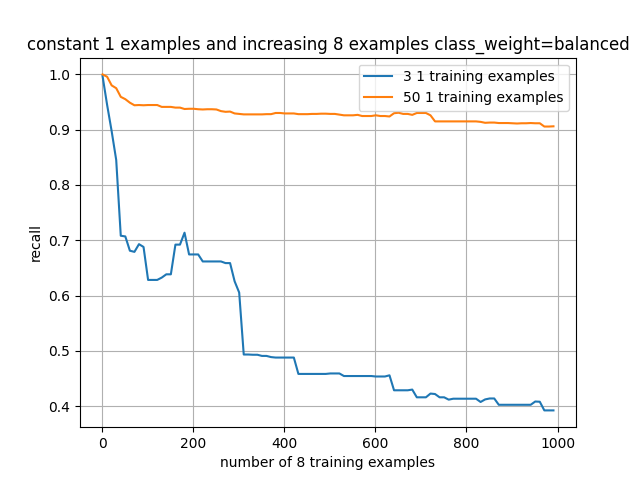 constant 1 examples and increasing 8 examples class_weight=balanced
3 1 training examples
50 1 training examples
1.0
0.9
0.8
0.7
0.6
0.5
0.4
recall
0
200
400
600
800
1000
number of 8 training examples